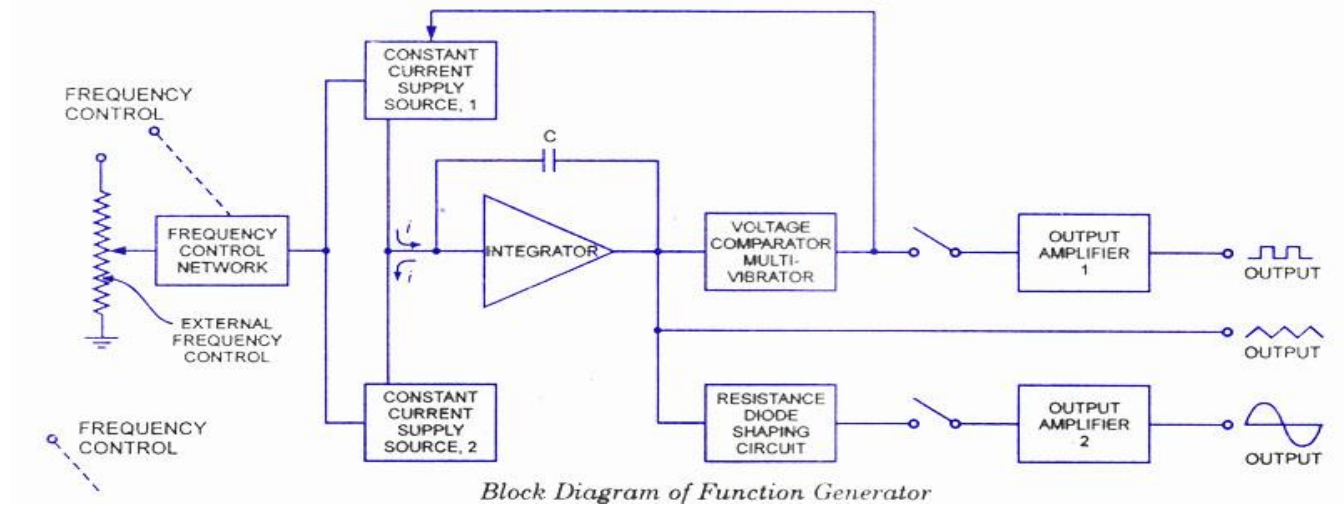 FREQUENCY
CONTROL
CONSTANT
CURRENT
SUPPLY
SOURCE, 1
C
FREQUENCY
CONTROL
NETWORK
i
i
INTEGRATOR
VOLTAGE
COMPARATOR
MULTI-
VIBRATOR
OUTPUT
AMPLIFIER
1
OUTPUT
EXTERNAL
FREQUENCY
CONTROL
OUTPUT
FREQUENCY
CONTROL
CONSTANT
CURRENT
SUPPLY
SOURCE, 2
RESISTANCE
DIODE
SHAPING
CIRCUIT
OUTPUT
AMPLIFIER
2
OUTPUT
Block Diagram of Function Generator